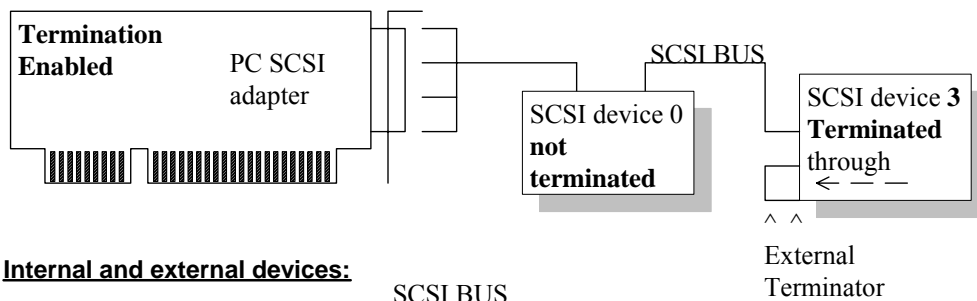 Termination
Enabled
PC SCSI
adapter
SCSI BUS
SCSI device 0
not
terminated
SCSI device 3
Terminated
through
External
Terminator
Internal and external devices:
SCSI BUS